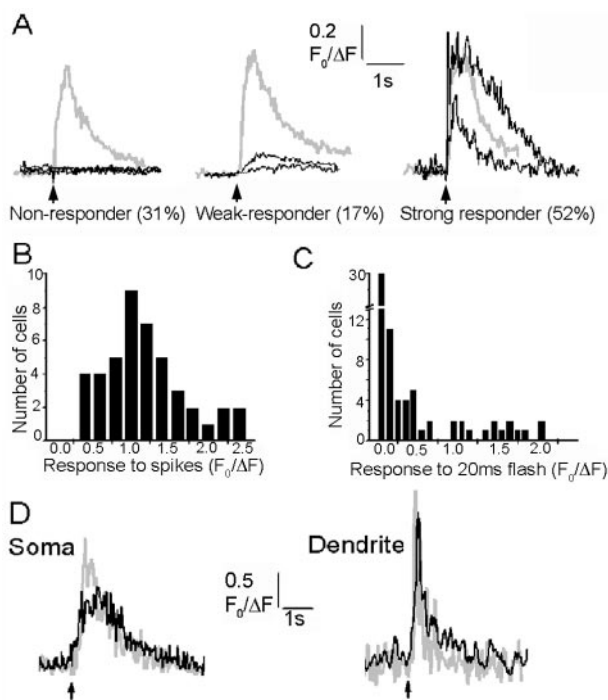 A
0.2
F₀/ΔF
1s
Non-responder (31%)
Weak-responder (17%)
Strong responder (52%)
B
Number of cells
10
8
6
4
2
0
0.0 0.5 1.0 1.5 2.0 2.5
Response to spikes (F₀/ΔF)
C
Number of cells
30
12
8
4
0
0.0 0.5 1.0 1.5 2.0
Response to 20ms flash (F₀/ΔF)
D
Soma
0.5
F₀/ΔF
1s
Dendrite